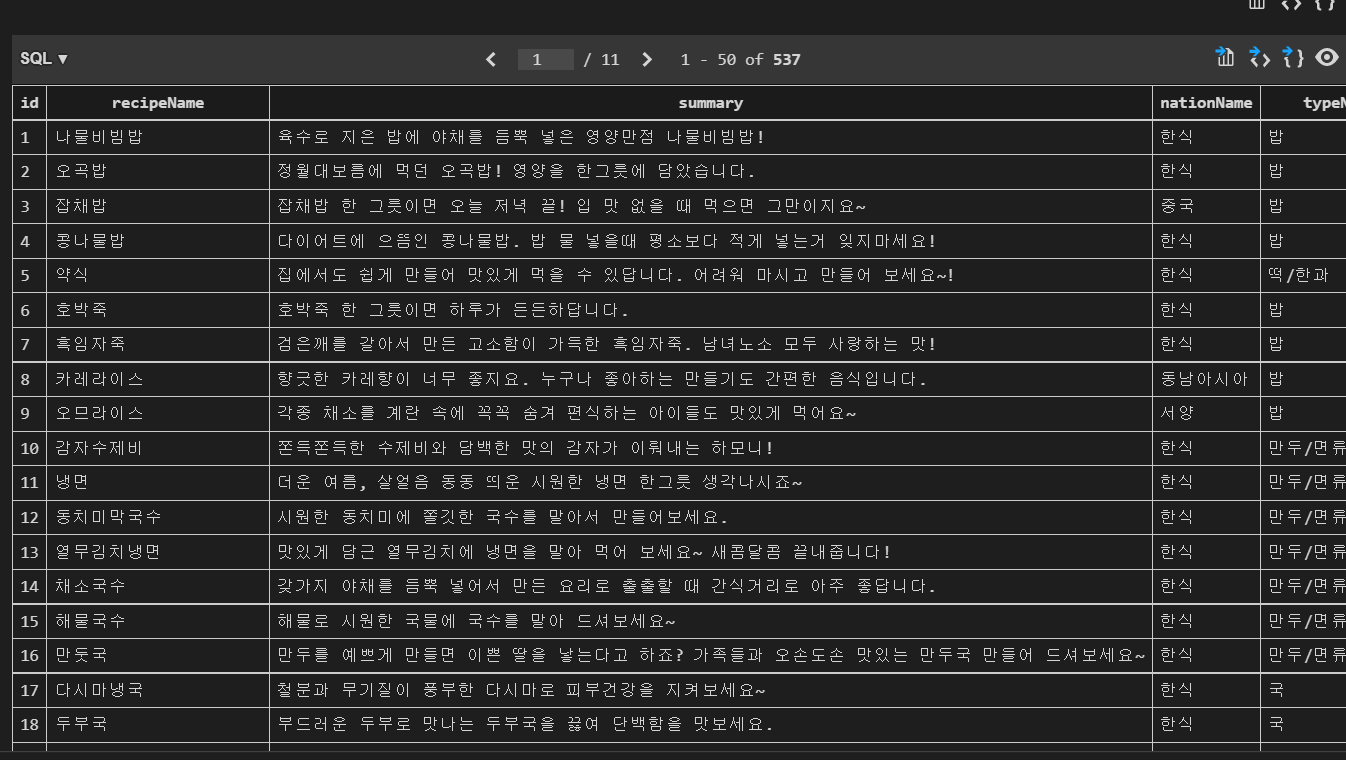 SQL ▼ 1 / 11 1 - 50 of 537
id recipeName summary nationName typeN
1 나물비빔밥 육수로 지은 밥에 야채를 듬뿍 넣은 영양만점 나물비빔밥! 한식 밥
2 오곡밥 정월대보름에 먹던 오곡밥! 영양을 한그릇에 담았습니다. 한식 밥
3 잡채밥 잡채밥 한 그릇이면 오늘 저녁 끝! 입 맛 없을 때 먹으면 그만이지요~ 중국 밥
4 콩나물밥 다이어트에 으뜸인 콩나물밥. 밥 물 넣을때 평소보다 적게 넣는거 잊지마세요! 한식 밥
5 약식 집에서도 쉽게 만들어 맛있게 먹을 수 있답니다. 어려워 마시고 만들어 보세요~! 한식 떡/한과
6 호박죽 호박죽 한 그릇이면 하루가 든든하답니다. 한식 밥
7 흑임자죽 검은깨를 갈아서 만든 고소함이 가득한 흑임자죽. 남녀노소 모두 사랑하는 맛! 한식 밥
8 카레라이스 향긋한 카레향이 너무 좋지요. 누구나 좋아하는 만들기도 간편한 음식입니다. 동남아시아 밥
9 오므라이스 각종 채소를 계란 속에 꼭꼭 숨겨 편식하는 아이들도 맛있게 먹어요~ 서양 밥
10 감자수제비 쫀득쫀득한 수제비와 담백한 맛의 감자가 이뤄내는 하모니! 한식 만두/면류
11 냉면 더운 여름, 살얼음 동동 띄운 시원한 냉면 한그릇 생각나시죠~ 한식 만두/면류
12 동치미막국수 시원한 동치미에 쫄깃한 국수를 말아서 만들어보세요. 한식 만두/면류
13 열무김치냉면 맛있게 담근 열무김치에 냉면을 말아 먹어 보세요~ 새콤달콤 끝내줍니다! 한식 만두/면류
14 채소국수 갖가지 야채를 듬뿍 넣어서 만든 요리로 출출할 때 간식거리로 아주 좋답니다. 한식 만두/면류
15 해물국수 해물로 시원한 국물에 국수를 말아 드셔보세요~ 한식 만두/면류
16 만둣국 만두를 예쁘게 만들면 이쁜 딸을 낳는다고 하죠? 가족들과 오손도손 맛있는 만두국 만들어 드셔보세요~ 한식 만두/면류
17 다시마냉국 철분과 무기질이 풍부한 다시마로 피부건강을 지켜보세요~ 한식 국
18 두부국 부드러운 두부로 맛나는 두부국을 끓여 단백함을 맛보세요. 한식 국